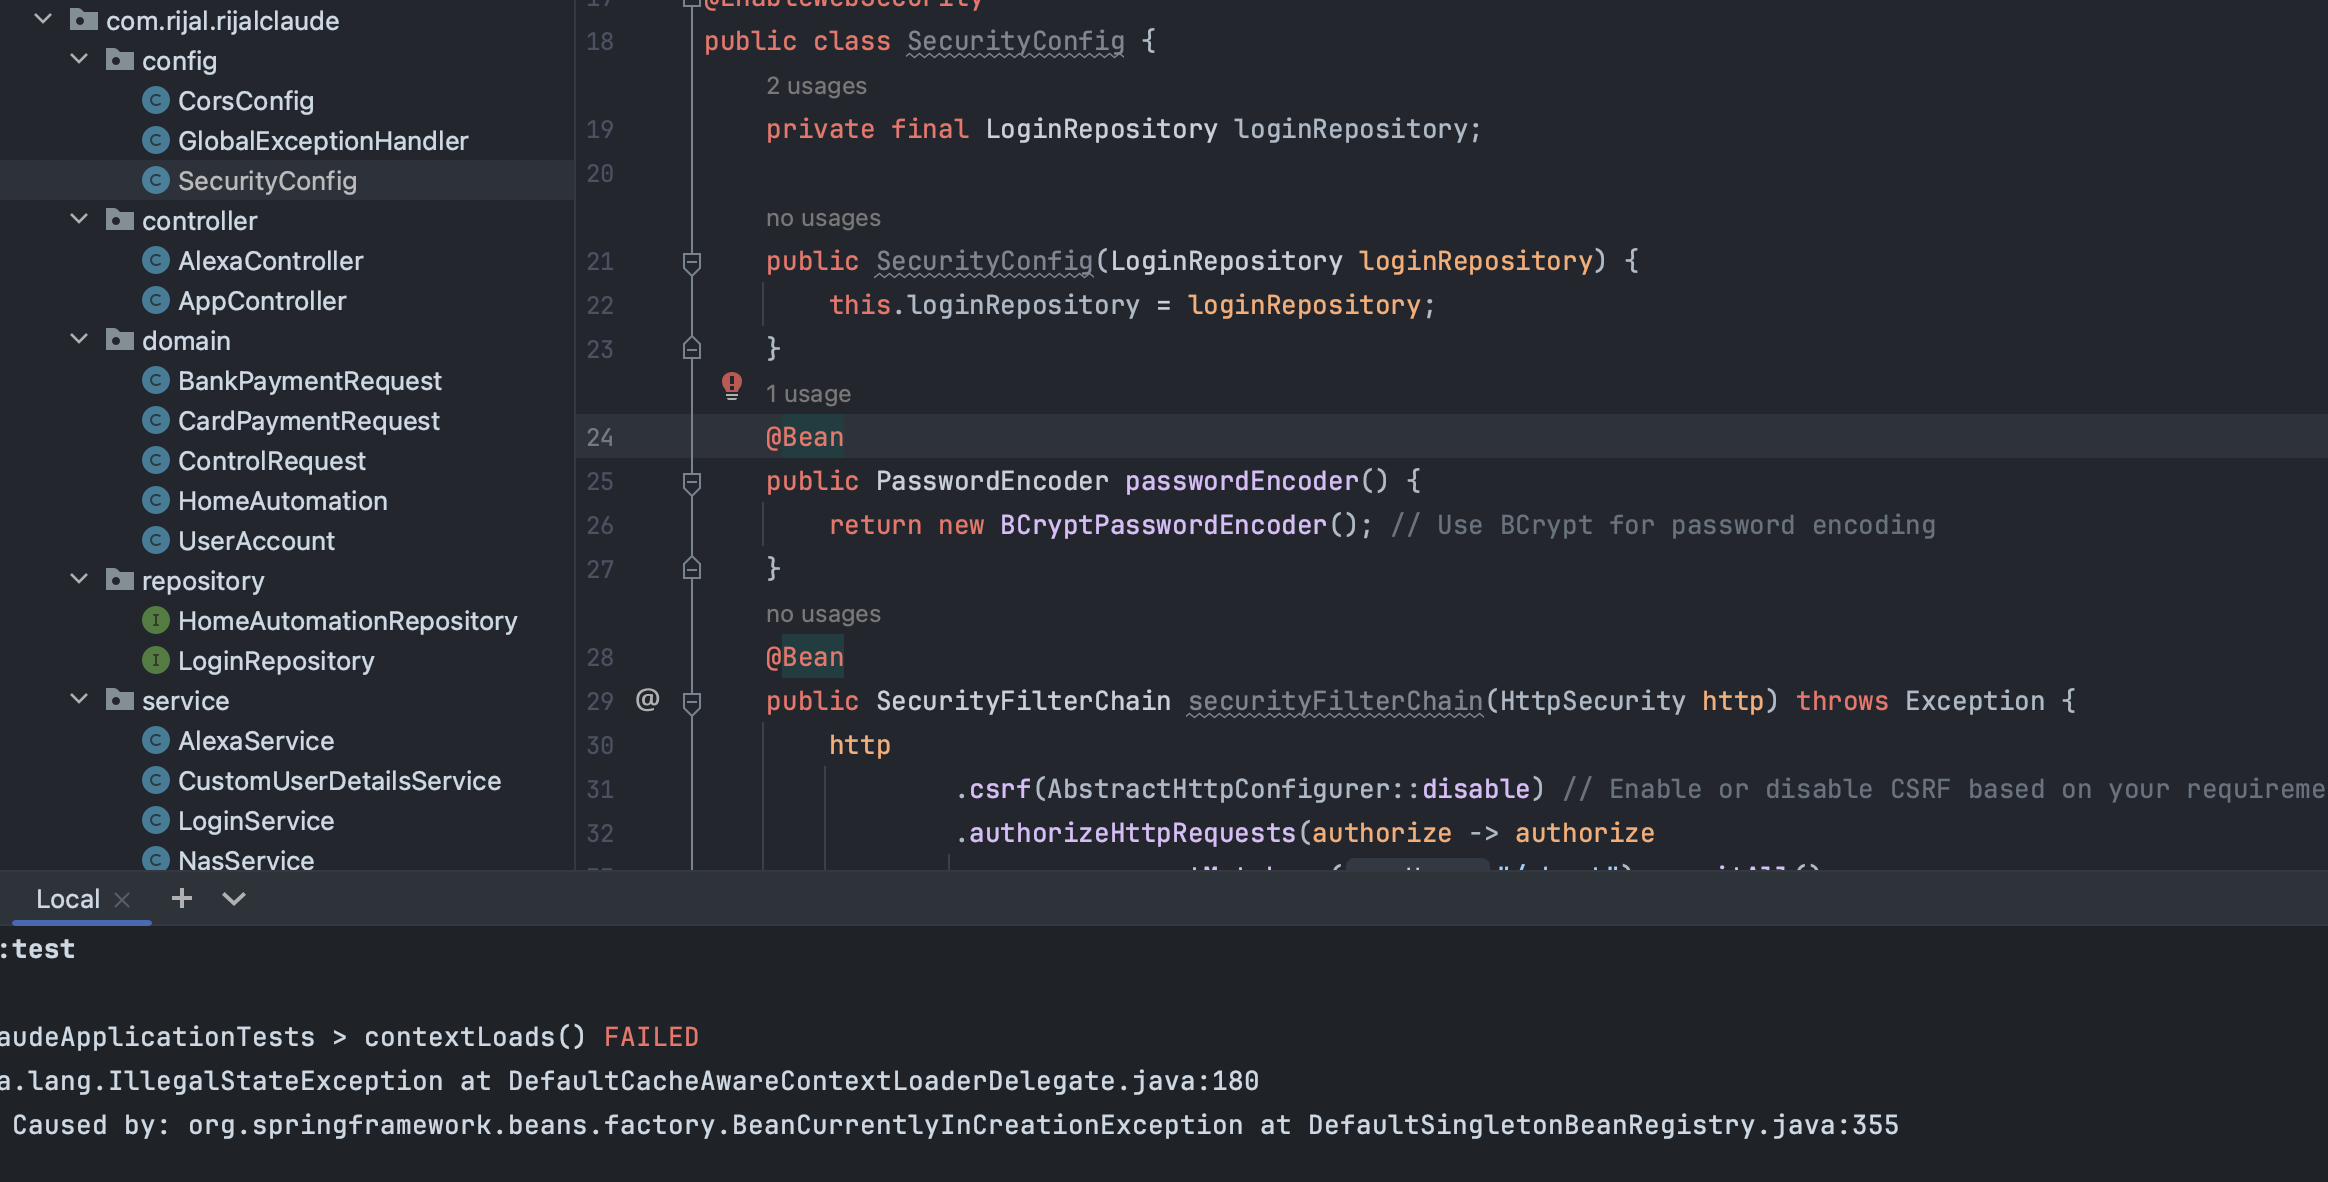 com.rijal.rijalclaude
config
CorsConfig
GlobalExceptionHandler
SecurityConfig
controller
AlexaController
AppController
domain
BankPaymentRequest
CardPaymentRequest
ControlRequest
HomeAutomation
UserAccount
repository
HomeAutomationRepository
LoginRepository
service
AlexaService
CustomUserDetailsService
LoginService
NasService
17 @EnableWebSecurity
18 public class SecurityConfig {
2 usages
19 private final LoginRepository loginRepository;
20
no usages
21 public SecurityConfig(LoginRepository loginRepository) {
22 this.loginRepository = loginRepository;
23 }
1 usage
24 @Bean
25 public PasswordEncoder passwordEncoder() {
26 return new BCryptPasswordEncoder(); // Use BCrypt for password encoding
27 }
no usages
28 @Bean
29 @ public SecurityFilterChain securityFilterChain(HttpSecurity http) throws Exception {
30 http
31 .csrf(AbstractHttpConfigurer::disable) // Enable or disable CSRF based on your requireme
32 .authorizeHttpRequests(authorize -> authorize
Local
:test
audeApplicationTests > contextLoads() FAILED
a.lang.IllegalStateException at DefaultCacheAwareContextLoaderDelegate.java:180
Caused by: org.springframework.beans.factory.BeanCurrentlyInCreationException at DefaultSingletonBeanRegistry.java:355